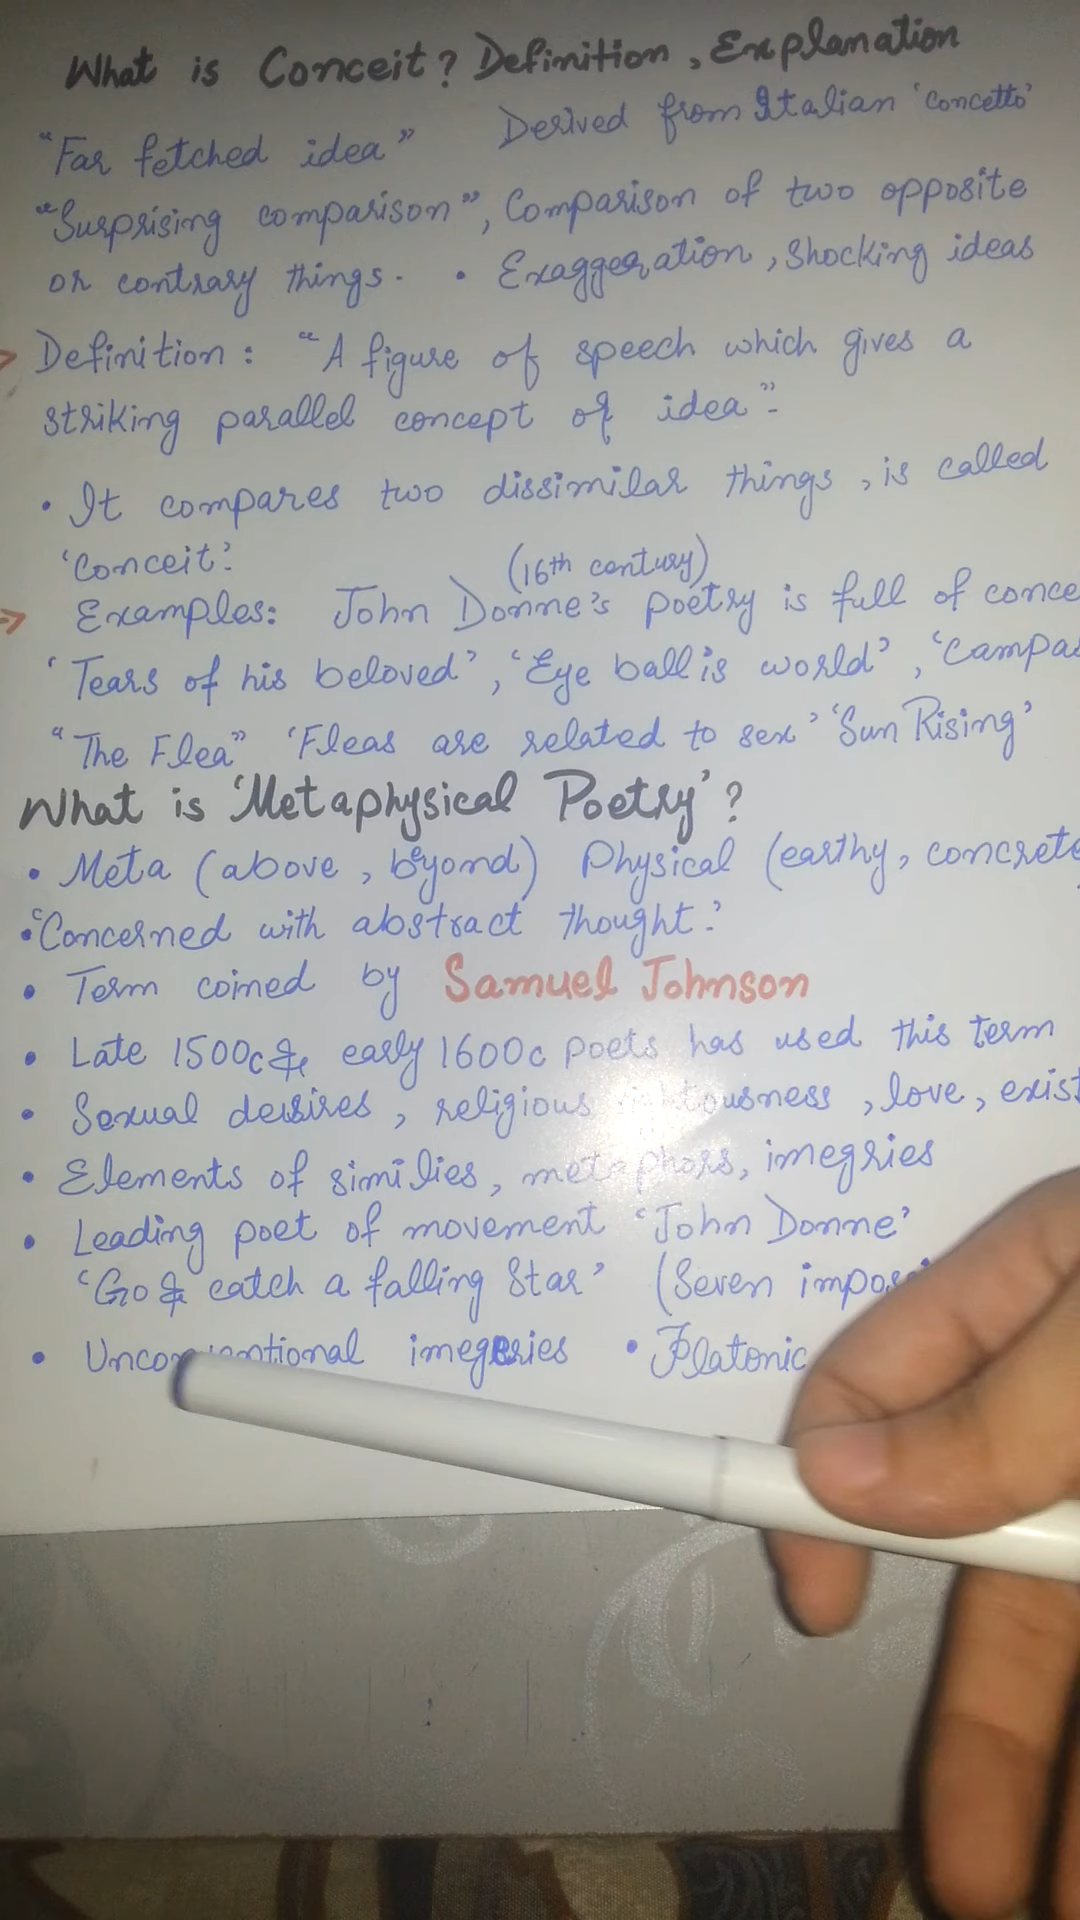 What is Conceit? Definition, Explanation
"Far fetched idea" Derived from Italian 'concetto'
"Surprising comparison", Comparison of two opposite
or contrary things. • Exaggeration, Shocking ideas
Definition: "A figure of speech which gives a
striking parallel concept of idea".
• It compares two dissimilar things, is called
'Conceit'.
(16th century)
Examples: John Donne's poetry is full of conce
'Tears of his beloved', 'Eye ball is world', 'Campas
"The Flea" 'Fleas are related to sex' 'Sun Rising'
What is 'Metaphysical Poetry'?
• Meta (above, beyond) Physical (earthy, concrete
• 'Concerned with abstract thought.'
• Term coined by Samuel Johnson
• Late 1500c & early 1600c poets has used this term
• Sexual desires, religious rightousness, love, exist
• Elements of similies, metaphors, imegries
• Leading poet of movement 'John Donne'
'Go & catch a falling Star' (Seven impossi
• Unconventional imegeries • Platonic